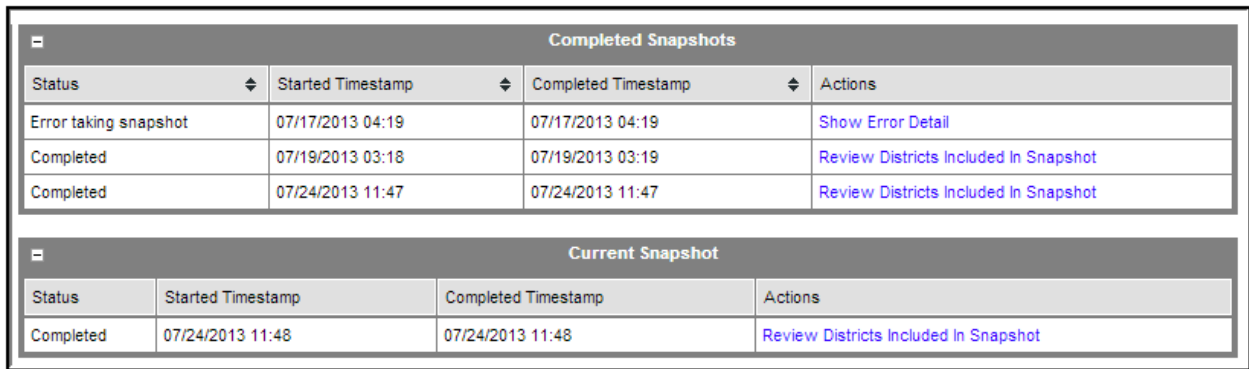 Completed Snapshots
Status Started Timestamp Completed Timestamp Actions
Error taking snapshot 07/17/2013 04:19 07/17/2013 04:19 Show Error Detail
Completed 07/19/2013 03:18 07/19/2013 03:19 Review Districts Included In Snapshot
Completed 07/24/2013 11:47 07/24/2013 11:47 Review Districts Included In Snapshot
Current Snapshot
Status Started Timestamp Completed Timestamp Actions
Completed 07/24/2013 11:48 07/24/2013 11:48 Review Districts Included In Snapshot